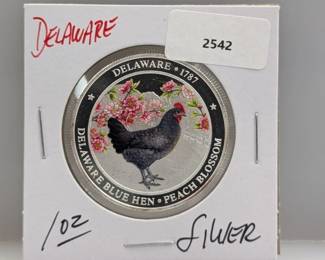 DELAWARE
2542
DELAWARE · 1787
DELAWARE BLUE HEN · PEACH BLOSSOM
1oz
SILVER